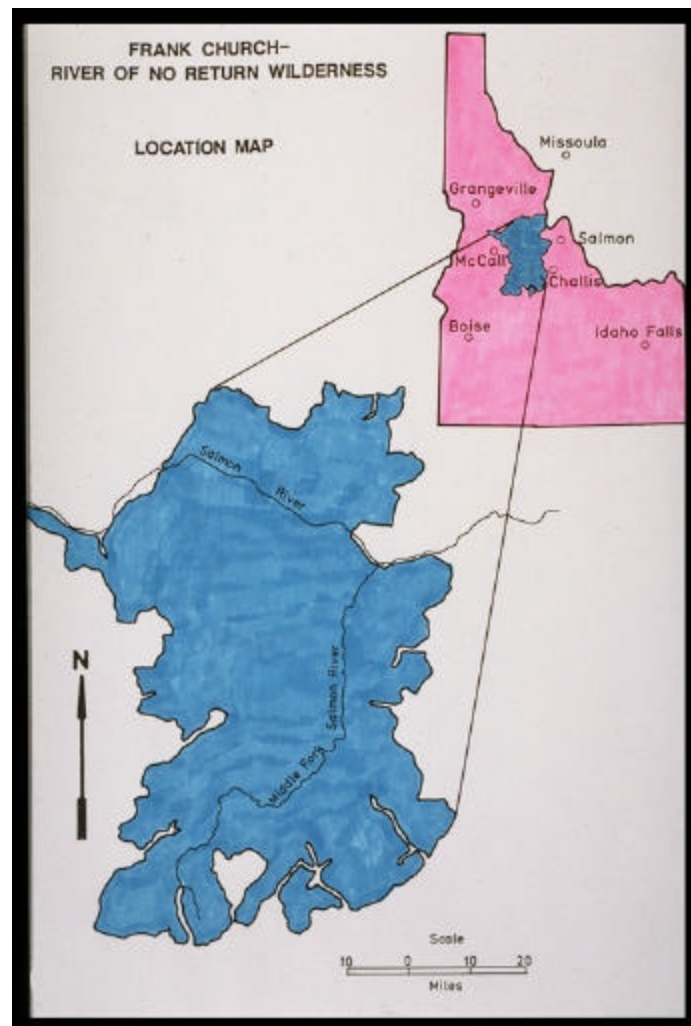 FRANK CHURCH–
RIVER OF NO RETURN WILDERNESS
LOCATION MAP
Missoula
Grangeville
Salmon
McCall
Challis
Boise
Idaho Falls
Salmon River
Salmon River
Middle Fork
N
Scale
10 0 10 20
Miles